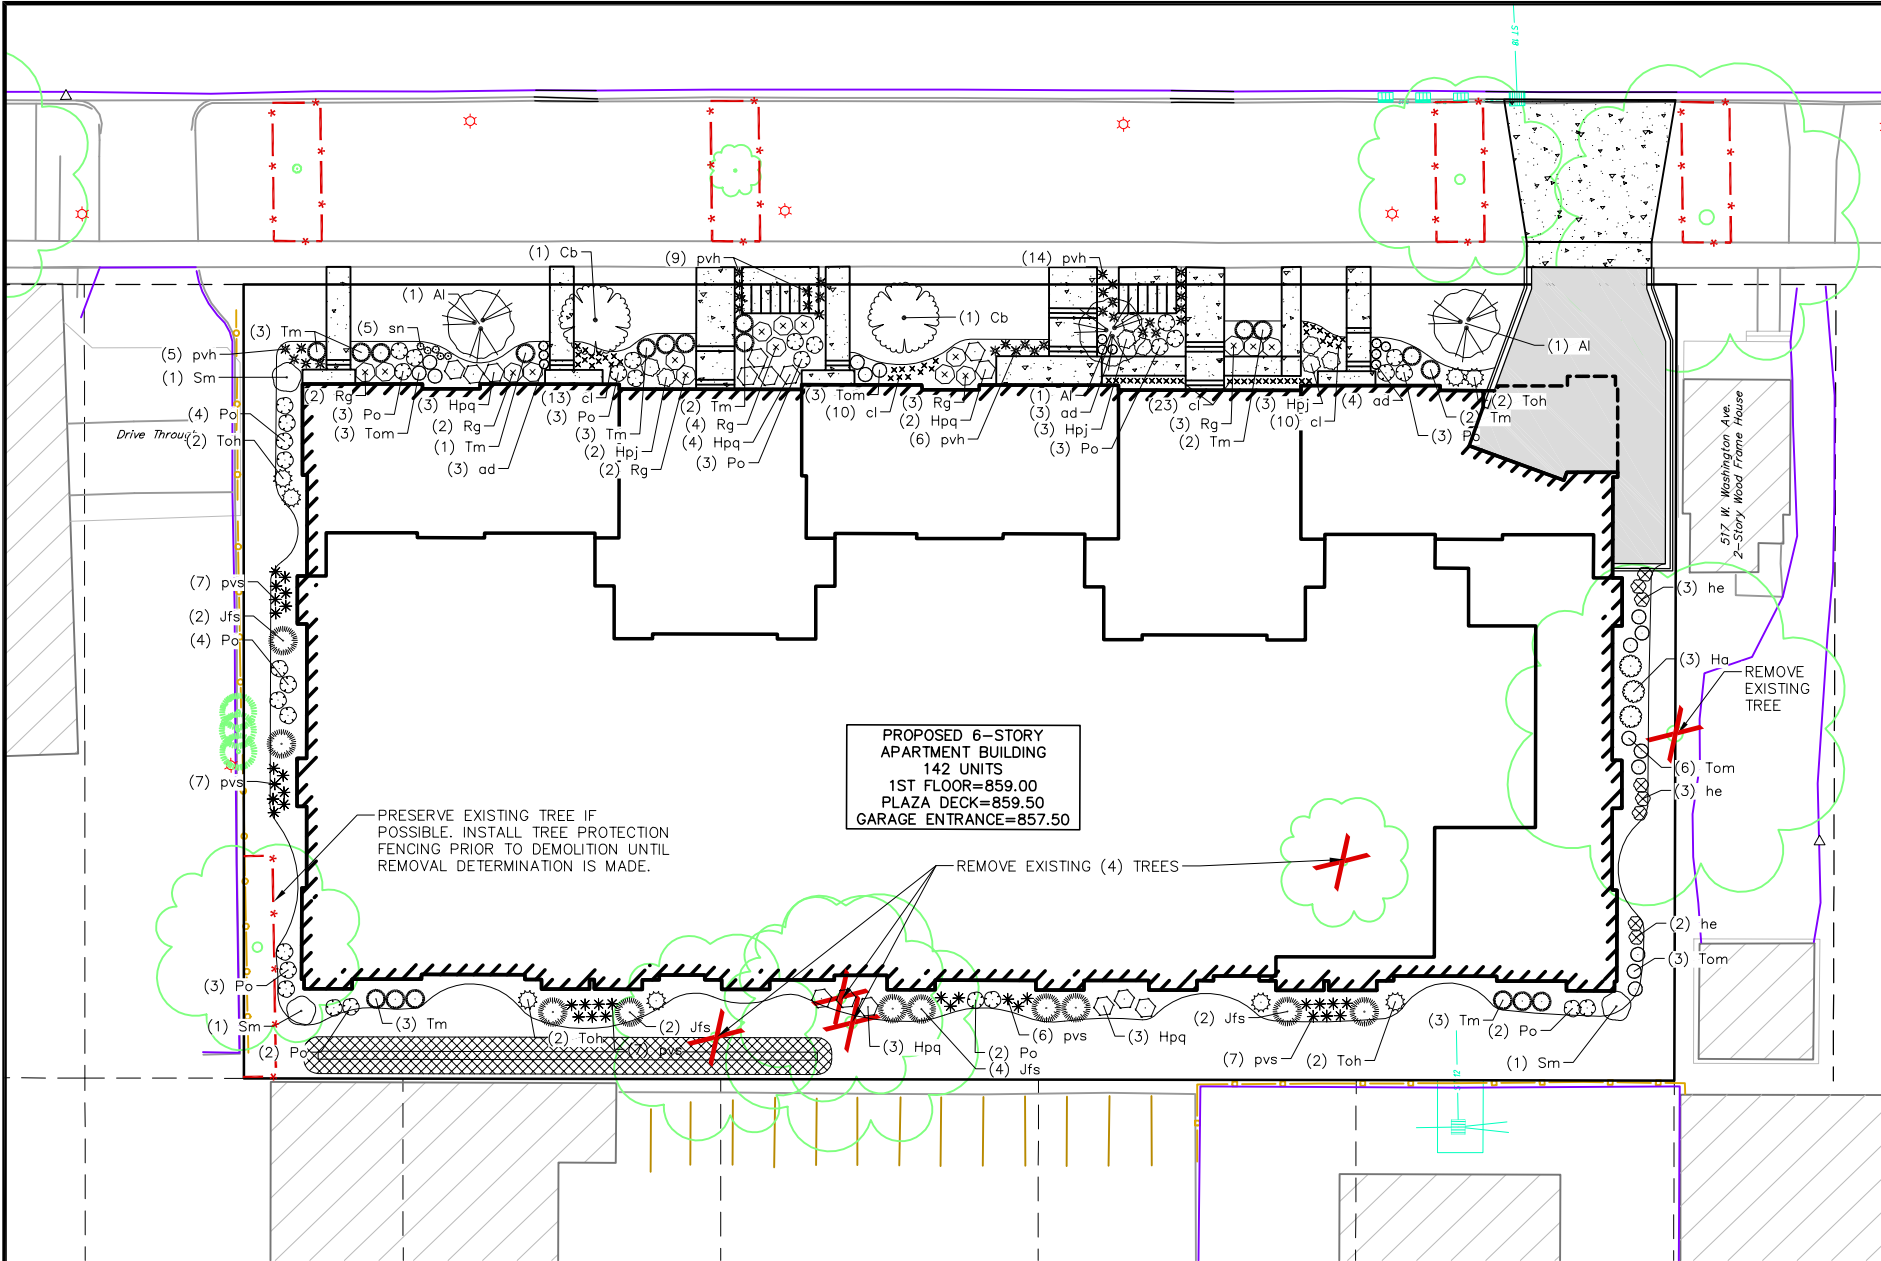 ST 18
(1) Cb
(9) pvh
(14) pvh
(1) Al
(1) Cb
(1) Al
(3) Tm
(5) sn
(5) pvh
(1) Sm
(4) Po
Drive Through
(2) Toh
(2) Rg
(3) Po
(3) Tom
(3) Hpq
(2) Rg
(1) Tm
(3) ad
(13) cl
(3) Po
(3) Tm
(2) Hpj
(2) Rg
(2) Tm
(4) Rg
(4) Hpq
(3) Po
(3) Tom
(10) cl
(3) Rg
(2) Hpq
(6) pvh
(1) Al
(3) ad
(3) Hpj
(3) Po
(23) cl
(3) Rg
(2) Tm
(3) Hpj
(10) cl
(4) ad
(3) Po
(2) Toh
(2) Tm
517 W. Washington Ave.
2-Story Wood Frame House
(7) pvs
(2) Jfs
(4) Po
(7) pvs
(3) he
(3) Ha
REMOVE
EXISTING
TREE
(6) Tom
(3) he
PROPOSED 6-STORY
APARTMENT BUILDING
142 UNITS
1ST FLOOR=859.00
PLAZA DECK=859.50
GARAGE ENTRANCE=857.50
PRESERVE EXISTING TREE IF
POSSIBLE. INSTALL TREE PROTECTION
FENCING PRIOR TO DEMOLITION UNTIL
REMOVAL DETERMINATION IS MADE.
REMOVE EXISTING (4) TREES
(2) he
(3) Tom
(3) Po
(1) Sm
(2) Po
(3) Tm
(2) Toh
(7) pvs
(2) Jfs
(3) Hpq
(2) Po
(4) Jfs
(6) pvs
(3) Hpq
(2) Jfs
(7) pvs
(2) Toh
(3) Tm
(2) Po
(1) Sm